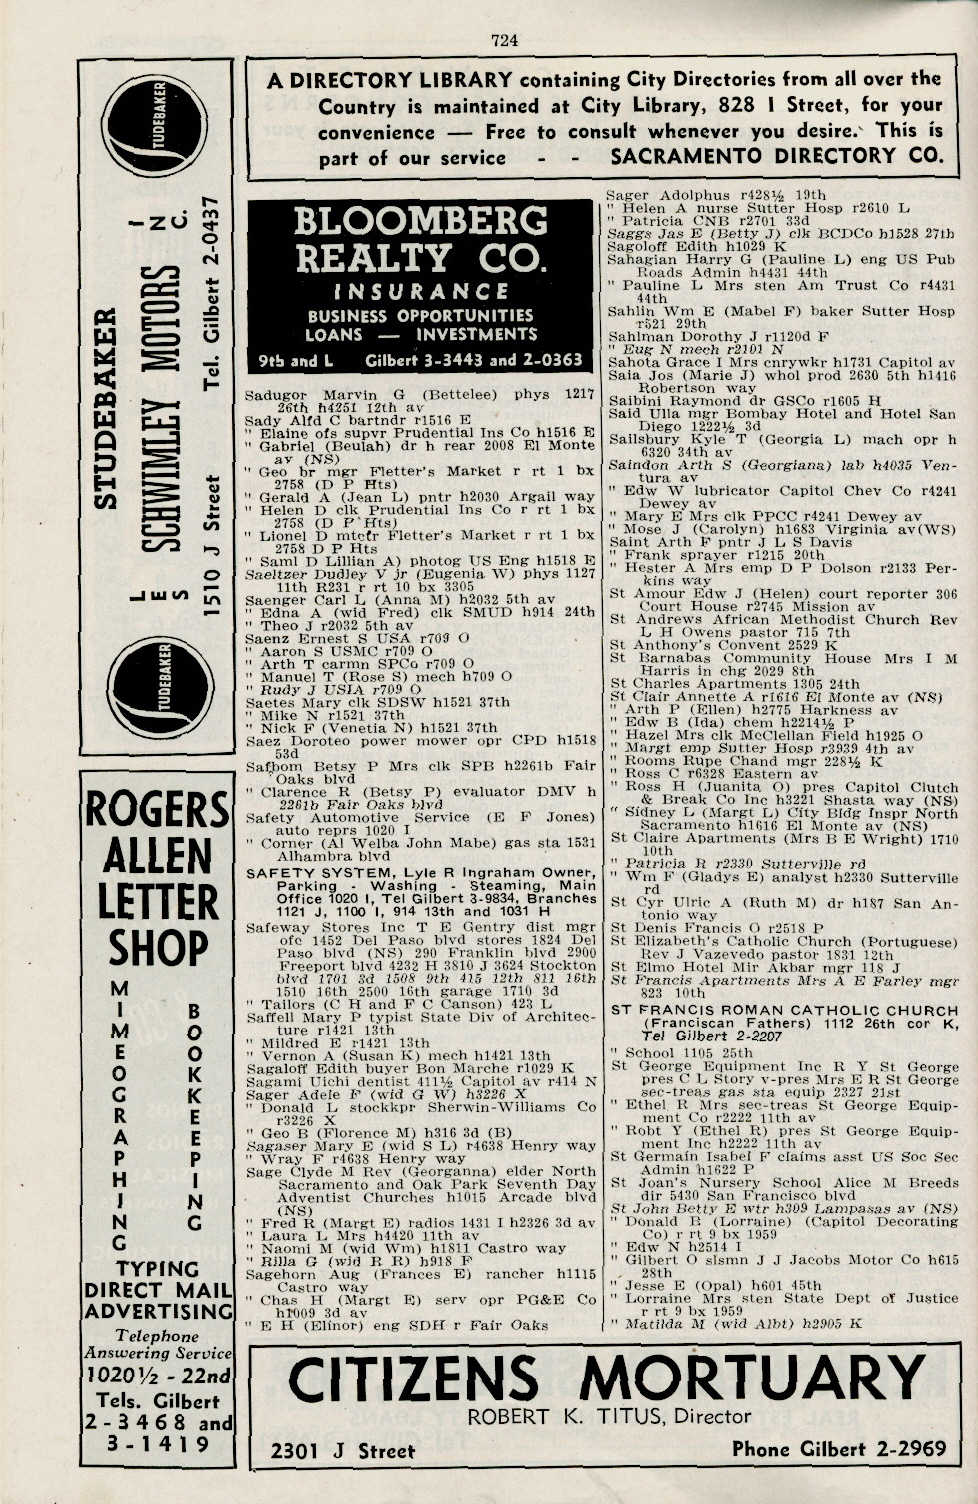 724
A DIRECTORY LIBRARY containing City Directories from all over the
Country is maintained at City Library, 828 I Street, for your
convenience — Free to consult whenever you desire. This is
part of our service - - SACRAMENTO DIRECTORY CO.
STUDEBAKER
STUDEBAKER
LES SCHWIMLEY MOTORS INC.
1510 J Street Tel. Gilbert 2-0437
STUDEBAKER
ROGERS
ALLEN
LETTER
SHOP
MIMEOGRAPHING
BOOKKEEPING
TYPING
DIRECT MAIL
ADVERTISING
Telephone
Answering Service
1020½ - 22nd
Tels. Gilbert
2-3468 and
3-1419
BLOOMBERG
REALTY CO.
INSURANCE
BUSINESS OPPORTUNITIES
LOANS — INVESTMENTS
9th and L Gilbert 3-3443 and 2-0363
Sadugor Marvin G (Bettelee) phys 1217
26th h4251 12th av
Sady Alfd C bartndr r1516 E
" Elaine ofs supvr Prudential Ins Co h1516 E
" Gabriel (Beulah) dr h rear 2008 El Monte
av (NS)
" Geo br mgr Fletter's Market r rt 1 bx
2758 (D P Hts)
" Gerald A (Jean L) pntr h2030 Argail way
" Helen D clk Prudential Ins Co r rt 1 bx
2758 (D P Hts)
" Lionel D mtctr Fletter's Market r rt 1 bx
2758 D P Hts
" Saml D Lillian A) photog US Eng h1518 E
Saeltzer Dudley V jr (Eugenia W) phys 1127
11th R231 r rt 10 bx 3305
Saenger Carl L (Anna M) h2032 5th av
" Edna A (wid Fred) clk SMUD h914 24th
" Theo J r2032 5th av
Saenz Ernest S USA r709 O
" Aaron S USMC r709 O
" Arth T carmn SPCo r709 O
" Manuel T (Rose S) mech h709 O
" Rudy J USIA r709 O
Saetes Mary clk SDSW h1521 37th
" Mike N r1521 37th
" Nick F (Venetia N) h1521 37th
Saez Doroteo power mower opr CPD h1518
53d
Safbom Betsy P Mrs clk SPB h2261b Fair
Oaks blvd
" Clarence R (Betsy P) evaluator DMV h
2261b Fair Oaks blvd
Safety Automotive Service (E F Jones)
auto reprs 1020 I
" Corner (Al Welba John Mabe) gas sta 1531
Alhambra blvd
SAFETY SYSTEM, Lyle R Ingraham Owner,
Parking - Washing - Steaming, Main
Office 1020 I, Tel Gilbert 3-9834, Branches
1121 J, 1100 I, 914 13th and 1031 H
Safeway Stores Inc T E Gentry dist mgr
ofc 1452 Del Paso blvd stores 1824 Del
Paso blvd (NS) 290 Franklin blvd 2900
Freeport blvd 4232 H 3810 J 3624 Stockton
blvd 1701 3d 1508 9th 415 12th 811 16th
1510 16th 2500 16th garage 1710 3d
" Tailors (C H and F C Canson) 423 L
Saffell Mary P typist State Div of Architec-
ture r1421 13th
" Mildred E r1421 13th
" Vernon A (Susan K) mech h1421 13th
Sagaloff Edith buyer Bon Marche r1029 K
Sagami Uichi dentist 411½ Capitol av r414 N
Sager Adele F (wid G W) h3226 X
" Donald L stockkpr Sherwin-Williams Co
r3226 X
" Geo B (Florence M) h316 3d (B)
Sagaser Mary E (wid S L) r4638 Henry way
" Wray F r4638 Henry way
Sage Clyde M Rev (Georganna) elder North
Sacramento and Oak Park Seventh Day
Adventist Churches h1015 Arcade blvd
(NS)
" Fred R (Margt E) radios 1431 I h2326 3d av
" Laura L Mrs h4420 11th av
" Naomi M (wid Wm) h1811 Castro way
" Rilla G (wid R R) h918 F
Sagehorn Aug (Frances E) rancher h1115
Castro way
" Chas H (Margt E) serv opr PG&E Co
h1009 3d av
" E H (Elinor) eng SDH r Fair Oaks
Sager Adolphus r428½ 19th
" Helen A nurse Sutter Hosp r2610 L
" Patricia CNB r2701 33d
Saggs Jas E (Betty J) clk BCDCo h1528 27th
Sagoloff Edith h1029 K
Sahagian Harry G (Pauline L) eng US Pub
Roads Admin h4431 44th
" Pauline L Mrs sten Am Trust Co r4431
44th
Sahlin Wm E (Mabel F) baker Sutter Hosp
r521 29th
Sahlman Dorothy J r1120d F
" Eug N mech r2101 N
Sahota Grace I Mrs cnrywkr h1731 Capitol av
Saia Jos (Marie J) whol prod 2630 5th h1416
Robertson way
Saibini Raymond dr GSCo r1605 H
Said Ulla mgr Bombay Hotel and Hotel San
Diego 1222½ 3d
Sailsbury Kyle T (Georgia L) mach opr h
6320 34th av
Saindon Arth S (Georgiana) lab h4035 Ven-
tura av
" Edw W lubricator Capitol Chev Co r4241
Dewey av
" Mary E Mrs clk PPCC r4241 Dewey av
" Mose J (Carolyn) h1683 Virginia av(WS)
Saint Arth F pntr J L S Davis
" Frank sprayer r1215 20th
" Hester A Mrs emp D P Dolson r2133 Per-
kins way
St Amour Edw J (Helen) court reporter 306
Court House r2745 Mission av
St Andrews African Methodist Church Rev
L H Owens pastor 715 7th
St Anthony's Convent 2529 K
St Barnabas Community House Mrs I M
Harris in chg 2029 8th
St Charles Apartments 1305 24th
St Clair Annette A r1616 El Monte av (NS)
" Arth P (Ellen) h2775 Harkness av
" Edw B (Ida) chem h2214½ P
" Hazel Mrs clk McClellan Field h1925 O
" Margt emp Sutter Hosp r3939 4th av
" Rooms Rupe Chand mgr 228½ K
" Ross C r6328 Eastern av
" Ross H (Juanita O) pres Capitol Clutch
& Break Co Inc h3221 Shasta way (NS)
" Sidney L (Margt L) City Bldg Inspr North
Sacramento h1616 El Monte av (NS)
St Claire Apartments (Mrs B E Wright) 1710
10th
" Patricia R r2330 Sutterville rd
" Wm F (Gladys E) analyst h2330 Sutterville
rd
St Cyr Ulric A (Ruth M) dr h187 San An-
tonio way
St Denis Francis O r2518 P
St Elizabeth's Catholic Church (Portuguese)
Rev J Vazevedo pastor 1831 12th
St Elmo Hotel Mir Akbar mgr 118 J
St Francis Apartments Mrs A E Farley mgr
823 10th
ST FRANCIS ROMAN CATHOLIC CHURCH
(Franciscan Fathers) 1112 26th cor K,
Tel Gilbert 2-2207
" School 1105 25th
St George Equipment Inc R Y St George
pres C L Story v-pres Mrs E R St George
sec-treas gas sta equip 2327 21st
" Ethel R Mrs sec-treas St George Equip-
ment Co r2222 11th av
" Robt Y (Ethel R) pres St George Equip-
ment Inc h2222 11th av
St Germain Isabel F claims asst US Soc Sec
Admin h1622 P
St Joan's Nursery School Alice M Breeds
dir 5430 San Francisco blvd
St John Betty E wtr h309 Lampasas av (NS)
" Donald B (Lorraine) (Capitol Decorating
Co) r rt 9 bx 1959
" Edw N h2514 I
" Gilbert O slsmn J J Jacobs Motor Co h615
28th
" Jesse E (Opal) h601 45th
" Lorraine Mrs sten State Dept of Justice
r rt 9 bx 1959
" Matilda M (wid Albt) h2905 K
CITIZENS MORTUARY
ROBERT K. TITUS, Director
2301 J Street Phone Gilbert 2-2969